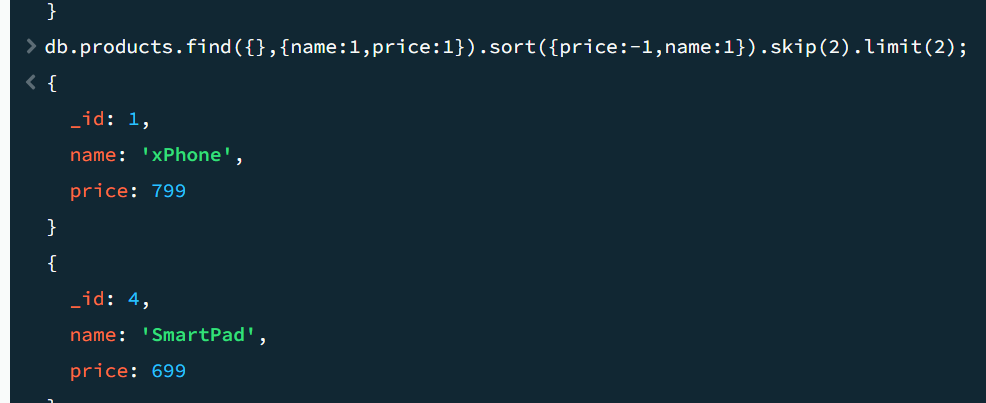 }
> db.products.find({},{name:1,price:1}).sort({price:-1,name:1}).skip(2).limit(2);
< {
_id: 1,
name: 'xPhone',
price: 799
}
{
_id: 4,
name: 'SmartPad',
price: 699
}